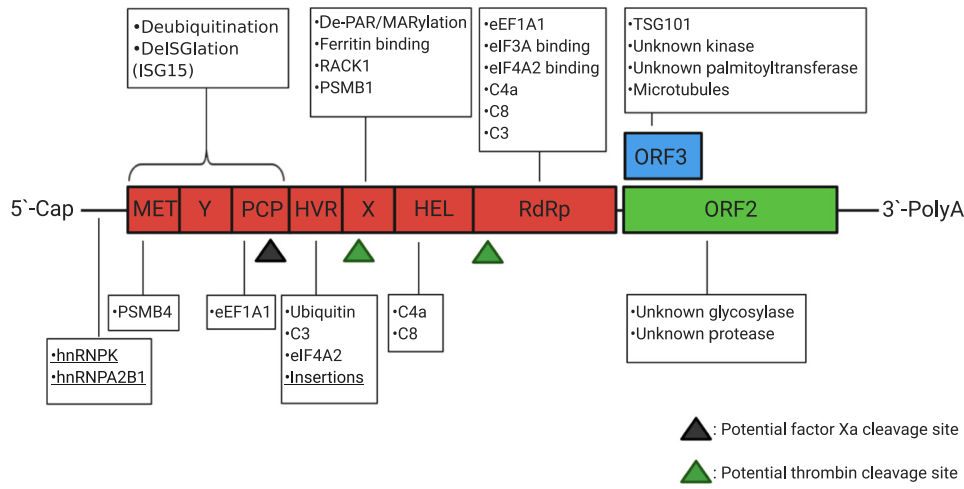 •Deubiquitination
•DeISGlation
(ISG15)
•De-PAR/MARylation
•Ferritin binding
•RACK1
•PSMB1
•eEF1A1
•eIF3A binding
•eIF4A2 binding
•C4a
•C8
•C3
•TSG101
•Unknown kinase
•Unknown palmitoyltransferase
•Microtubules
ORF3
5`-Cap
MET
Y
PCP
HVR
X
HEL
RdRp
ORF2
3`-PolyA
•hnRNPK
•hnRNPA2B1
•PSMB4
•eEF1A1
•Ubiquitin
•C3
•eIF4A2
•Insertions
•C4a
•C8
•Unknown glycosylase
•Unknown protease
: Potential factor Xa cleavage site
: Potential thrombin cleavage site